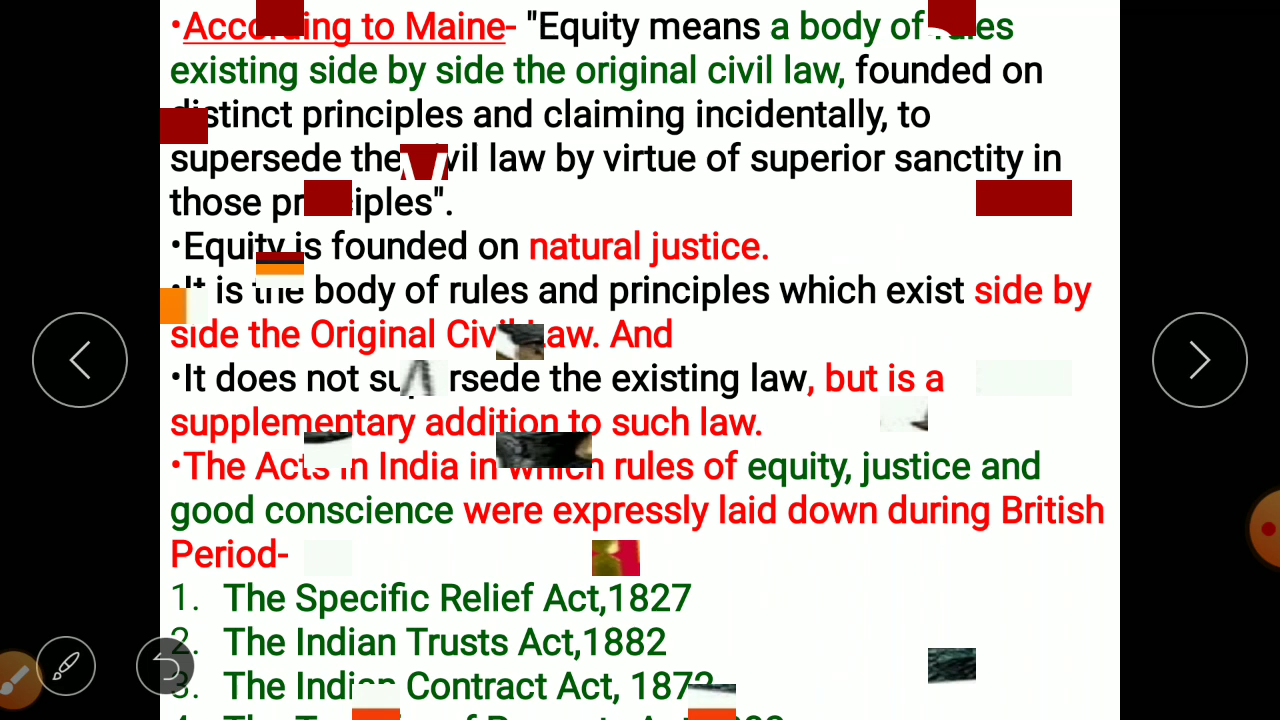 •According to Maine- "Equity means a body of rules
existing side by side the original civil law, founded on
distinct principles and claiming incidentally, to
supersede the civil law by virtue of superior sanctity in
those principles".
•Equity is founded on natural justice.
•It is the body of rules and principles which exist side by
side the Original Civil Law. And
•It does not supersede the existing law, but is a
supplementary addition to such law.
•The Acts in India in which rules of equity, justice and
good conscience were expressly laid down during British
Period-
1. The Specific Relief Act,1827
2. The Indian Trusts Act,1882
3. The Indian Contract Act, 1872